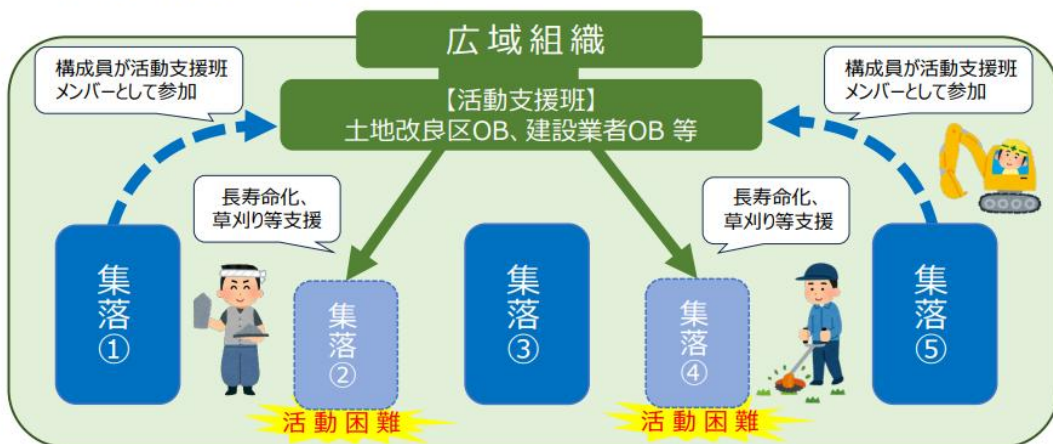 広域組織
【活動支援班】
土地改良区OB、建設業者OB 等
構成員が活動支援班
メンバーとして参加
構成員が活動支援班
メンバーとして参加
長寿命化、
草刈り等支援
長寿命化、
草刈り等支援
集落①
集落②
集落③
集落④
集落⑤
活動困難
活動困難